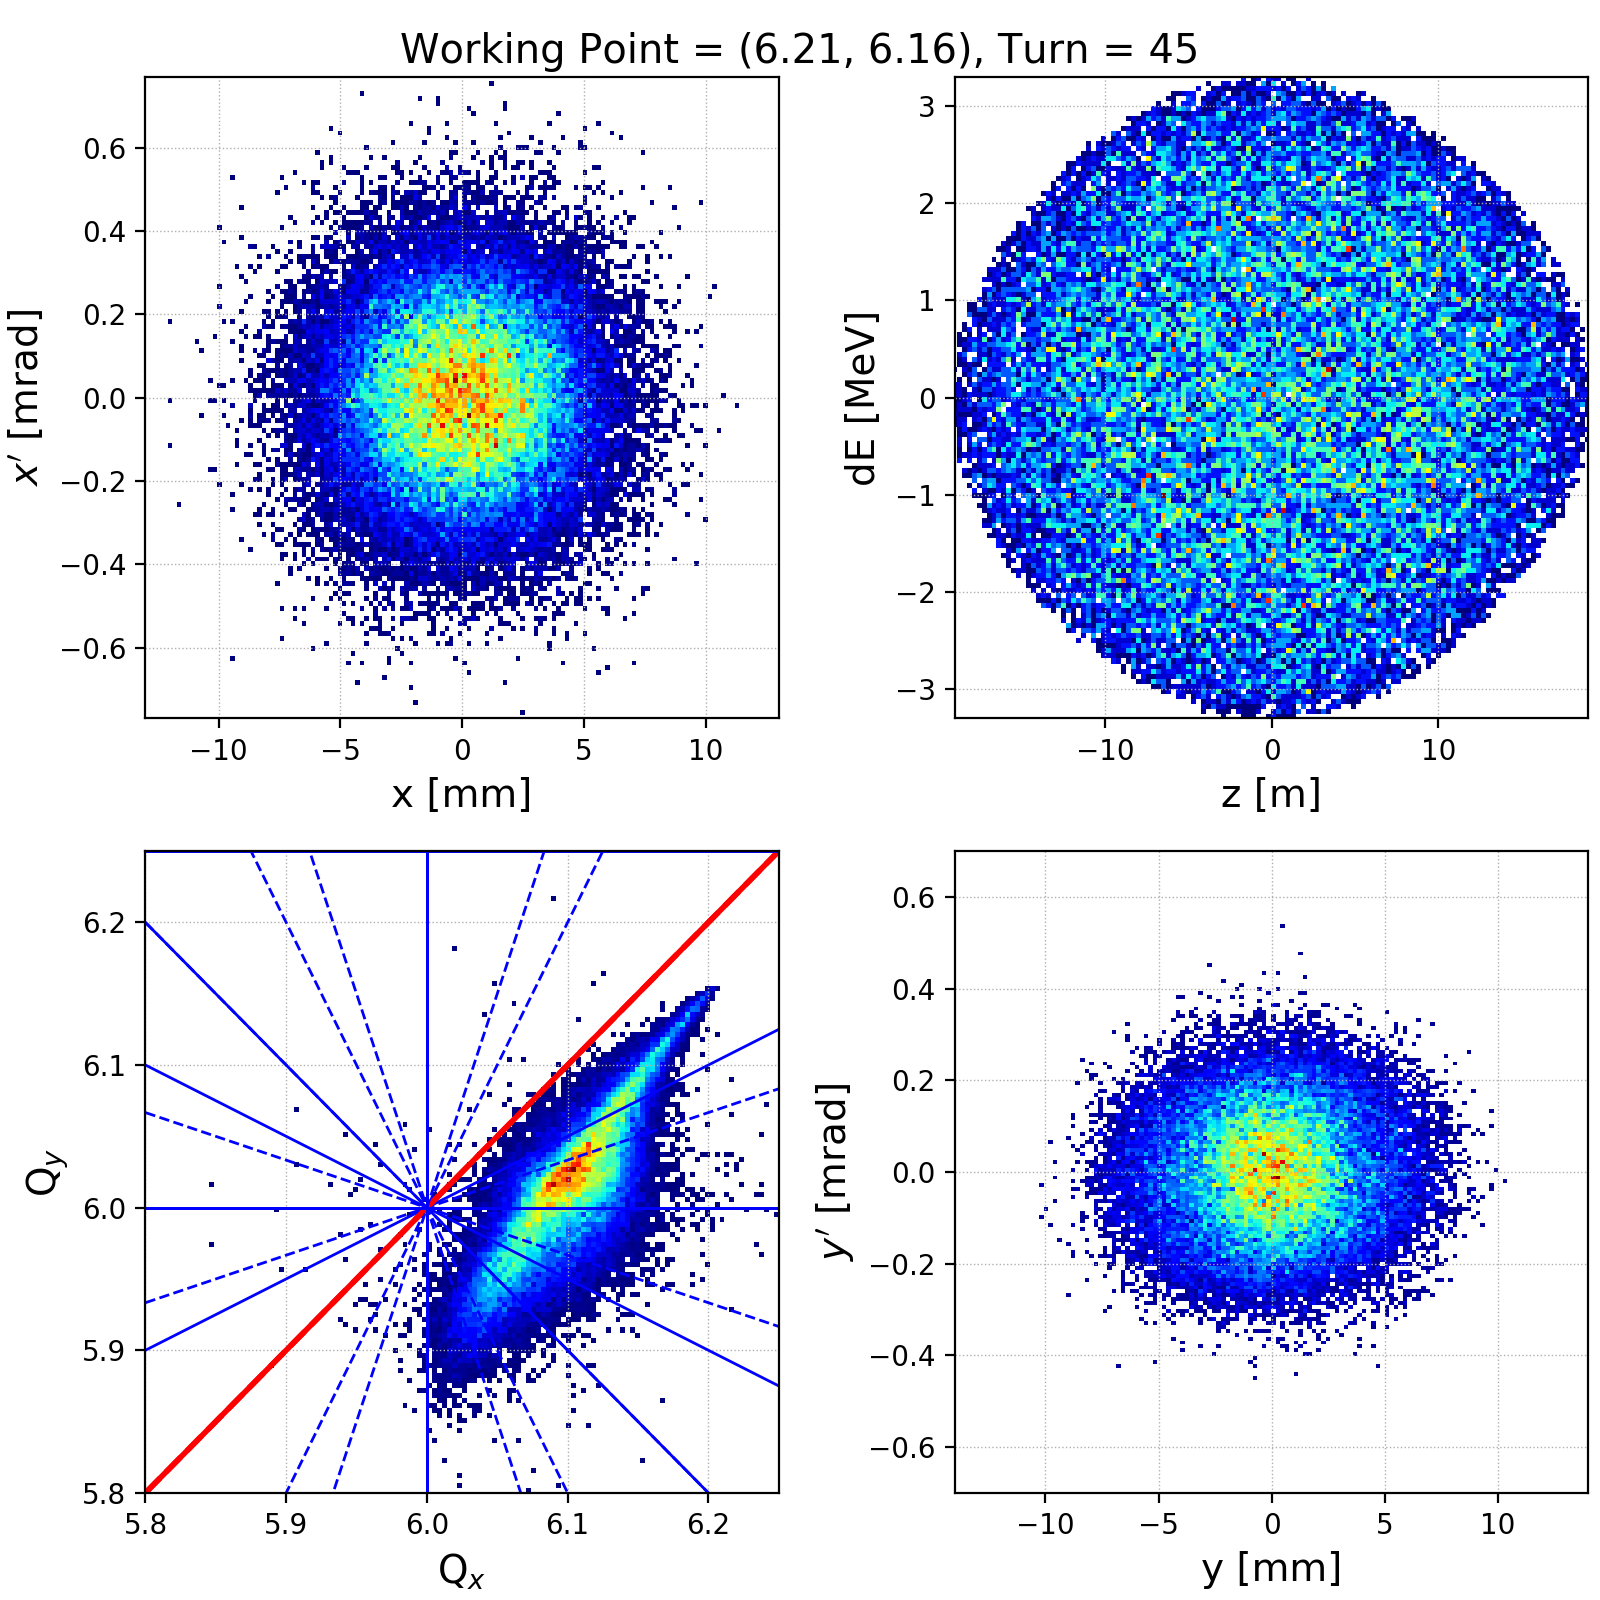 Working Point = (6.21, 6.16), Turn = 45
0.6
0.4
0.2
0.0
−0.2
−0.4
−0.6
x′ [mrad]
−10 −5 0 5 10
x [mm]
3
2
1
0
−1
−2
−3
dE [MeV]
−10 0 10
z [m]
6.2
6.1
6.0
5.9
5.8
Qy
5.8 5.9 6.0 6.1 6.2
Qx
0.6
0.4
0.2
0.0
−0.2
−0.4
−0.6
y′ [mrad]
−10 −5 0 5 10
y [mm]